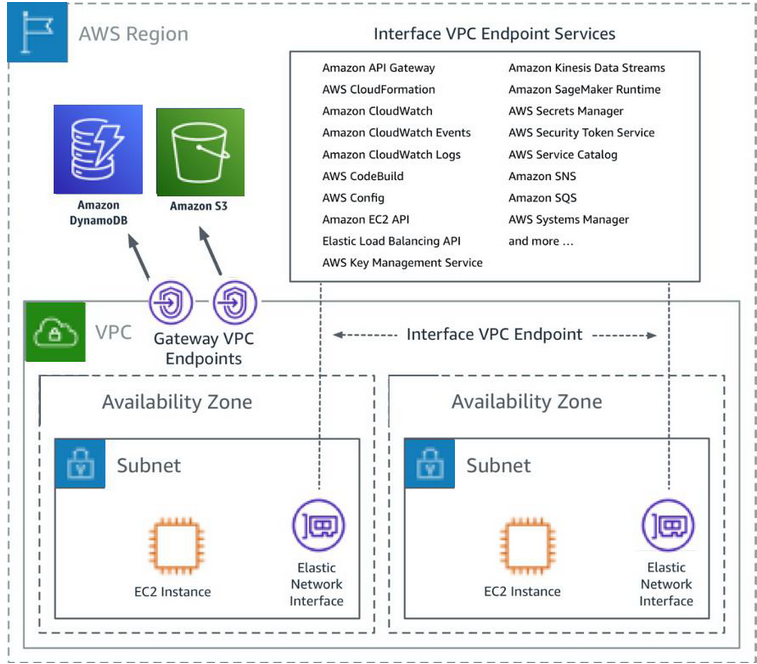 AWS Region
Interface VPC Endpoint Services
Amazon API Gateway
AWS CloudFormation
Amazon CloudWatch
Amazon CloudWatch Events
Amazon CloudWatch Logs
AWS CodeBuild
AWS Config
Amazon EC2 API
Elastic Load Balancing API
AWS Key Management Service
Amazon Kinesis Data Streams
Amazon SageMaker Runtime
AWS Secrets Manager
AWS Security Token Service
AWS Service Catalog
Amazon SNS
Amazon SQS
AWS Systems Manager
and more ...
Amazon
DynamoDB
Amazon S3
VPC
Gateway VPC
Endpoints
Interface VPC Endpoint
Availability Zone
Subnet
EC2 Instance
Elastic
Network
Interface
Availability Zone
Subnet
EC2 Instance
Elastic
Network
Interface